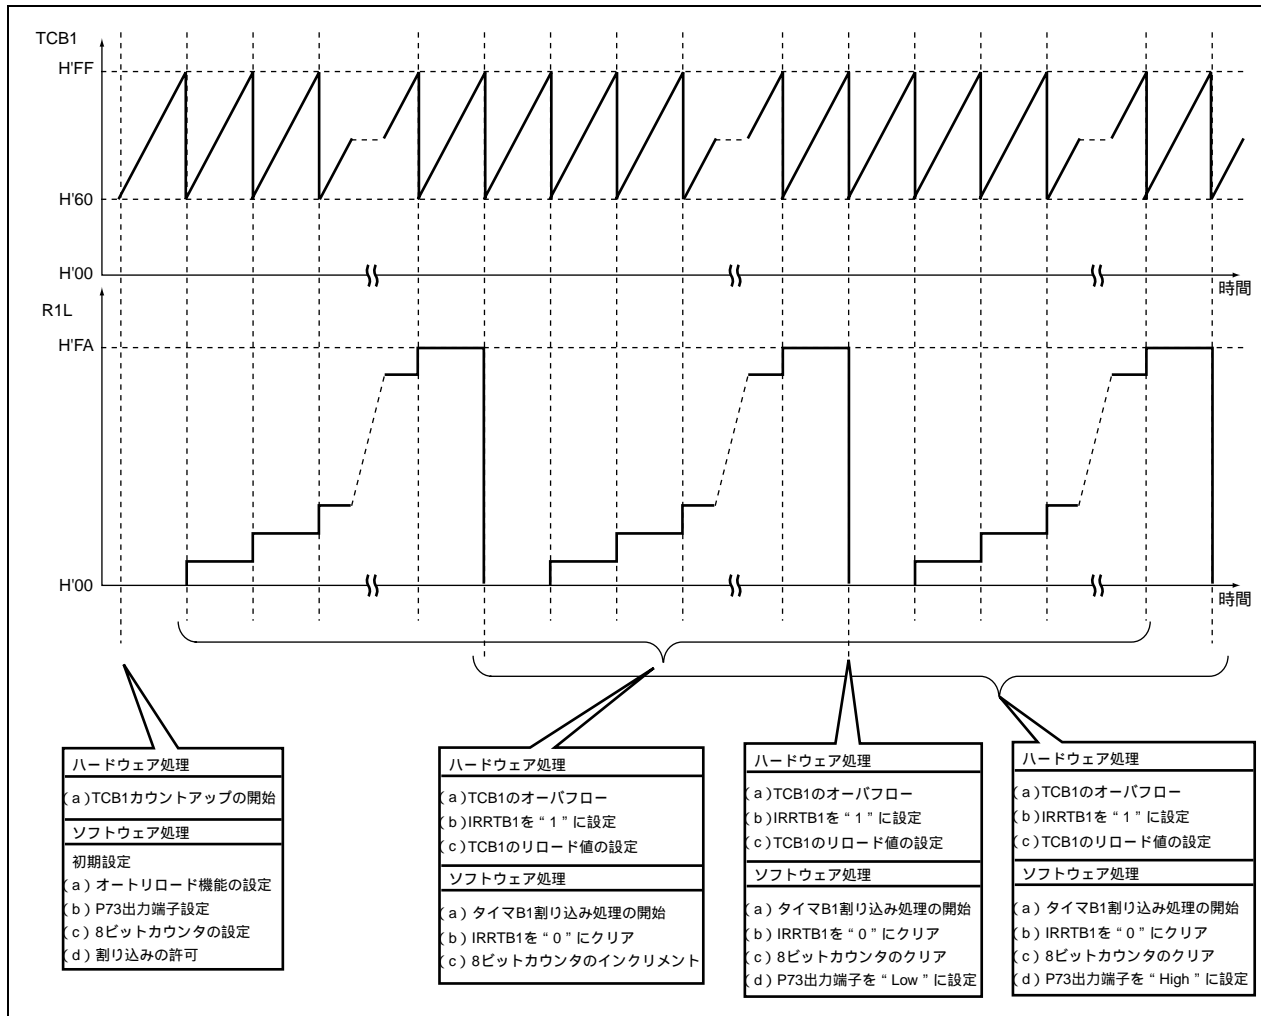 TCB1
H'FF
H'60
H'00
時間
R1L
H'FA
H'00
時間
ハードウェア処理
(a)TCB1カウントアップの開始
ソフトウェア処理
初期設定
(a) オートリロード機能の設定
(b) P73出力端子設定
(c) 8ビットカウンタの設定
(d) 割り込みの許可
ハードウェア処理
(a)TCB1のオーバフロー
(b)IRRTB1を“1”に設定
(c)TCB1のリロード値の設定
ソフトウェア処理
(a) タイマB1割り込み処理の開始
(b) IRRTB1を“0”にクリア
(c) 8ビットカウンタのインクリメント
ハードウェア処理
(a)TCB1のオーバフロー
(b)IRRTB1を“1”に設定
(c)TCB1のリロード値の設定
ソフトウェア処理
(a) タイマB1割り込み処理の開始
(b) IRRTB1を“0”にクリア
(c) 8ビットカウンタのクリア
(d) P73出力端子を“Low”に設定
ハードウェア処理
(a)TCB1のオーバフロー
(b)IRRTB1を“1”に設定
(c)TCB1のリロード値の設定
ソフトウェア処理
(a) タイマB1割り込み処理の開始
(b) IRRTB1を“0”にクリア
(c) 8ビットカウンタのクリア
(d) P73出力端子を“High”に設定